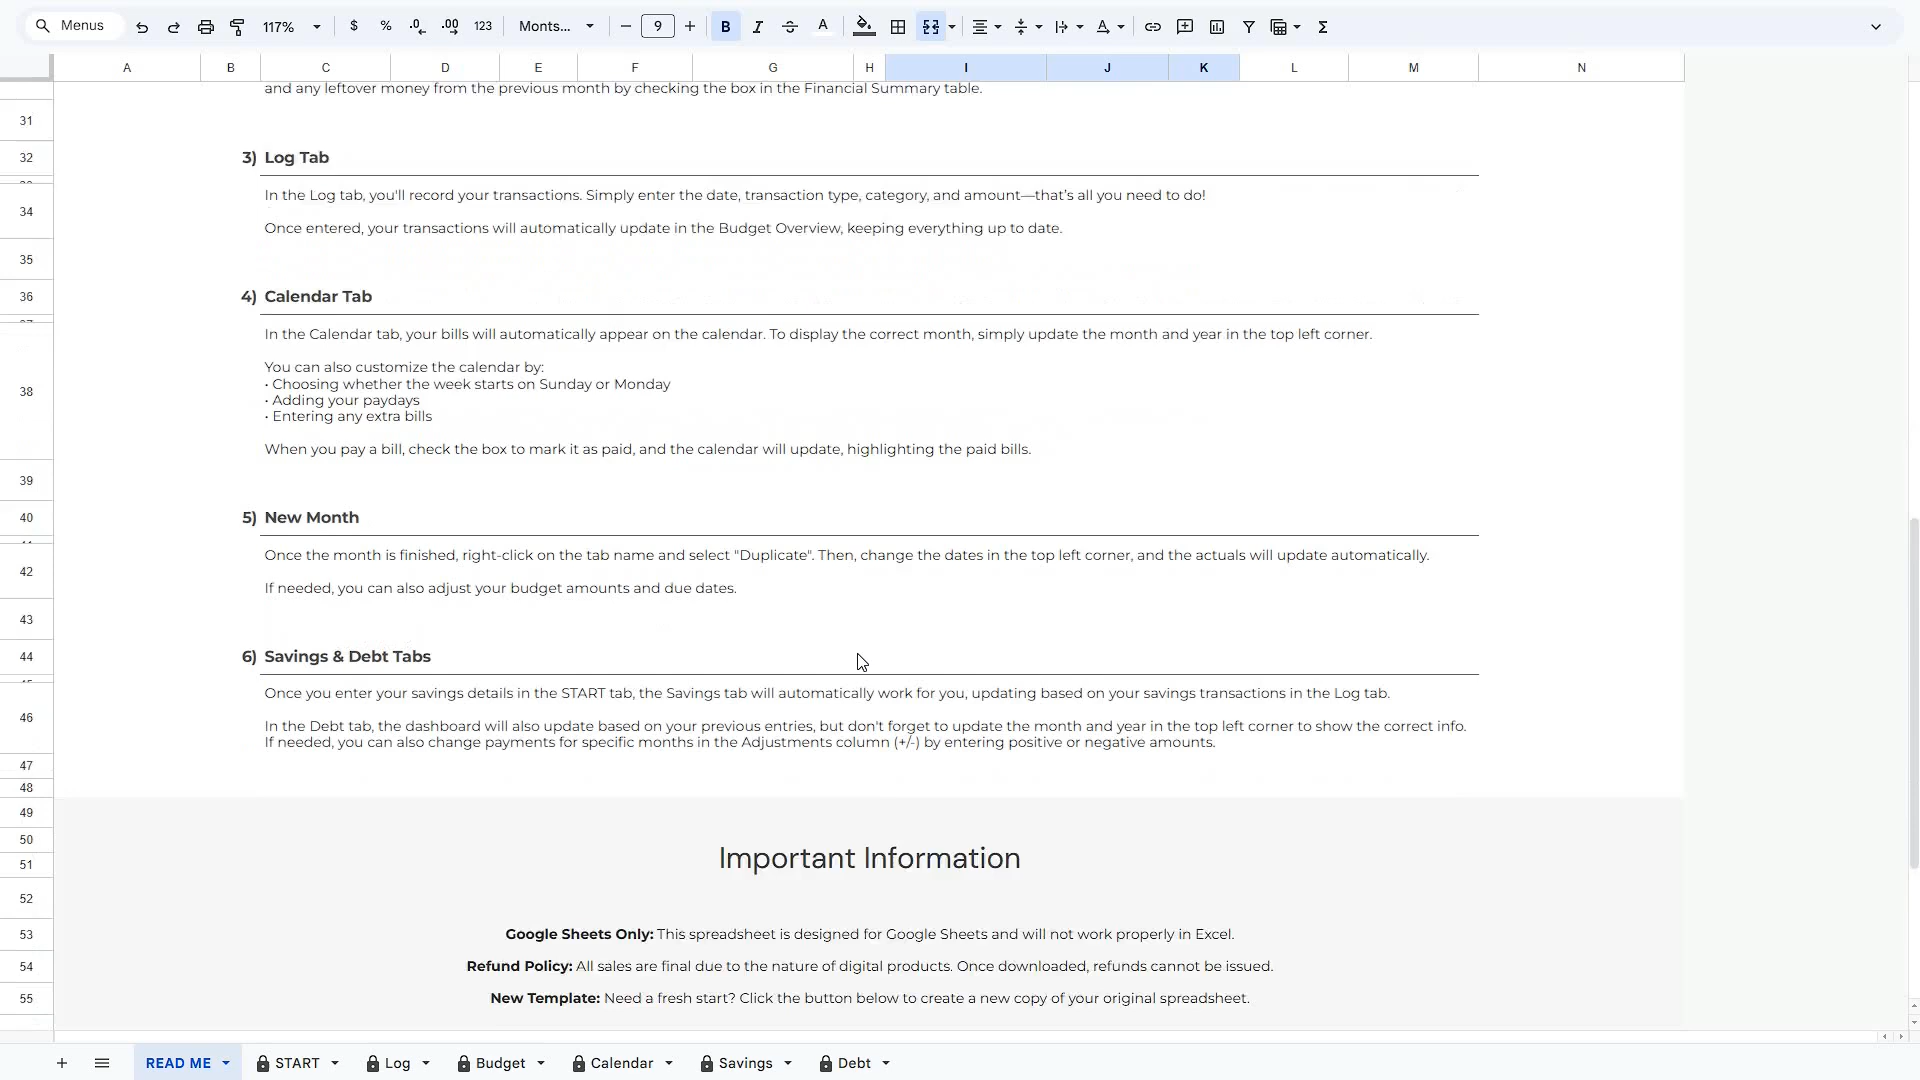 Menus
117%
$
%
.0
.00
123
Monts...
9
B
I
A
Σ
A
B
C
D
E
F
G
H
I
J
K
L
M
N
and any leftover money from the previous month by checking the box in the Financial Summary table.
31
32
3) Log Tab
34
In the Log tab, you'll record your transactions. Simply enter the date, transaction type, category, and amount—that's all you need to do!
Once entered, your transactions will automatically update in the Budget Overview, keeping everything up to date.
35
36
4) Calendar Tab
38
In the Calendar tab, your bills will automatically appear on the calendar. To display the correct month, simply update the month and year in the top left corner.
You can also customize the calendar by:
• Choosing whether the week starts on Sunday or Monday
• Adding your paydays
• Entering any extra bills
When you pay a bill, check the box to mark it as paid, and the calendar will update, highlighting the paid bills.
39
40
5) New Month
42
Once the month is finished, right-click on the tab name and select "Duplicate". Then, change the dates in the top left corner, and the actuals will update automatically.
If needed, you can also adjust your budget amounts and due dates.
43
44
6) Savings & Debt Tabs
46
Once you enter your savings details in the START tab, the Savings tab will automatically work for you, updating based on your savings transactions in the Log tab.
In the Debt tab, the dashboard will also update based on your previous entries, but don't forget to update the month and year in the top left corner to show the correct info.
If needed, you can also change payments for specific months in the Adjustments column (+/-) by entering positive or negative amounts.
47
48
49
50
51
Important Information
52
53
Google Sheets Only: This spreadsheet is designed for Google Sheets and will not work properly in Excel.
54
Refund Policy: All sales are final due to the nature of digital products. Once downloaded, refunds cannot be issued.
55
New Template: Need a fresh start? Click the button below to create a new copy of your original spreadsheet.
READ ME
START
Log
Budget
Calendar
Savings
Debt